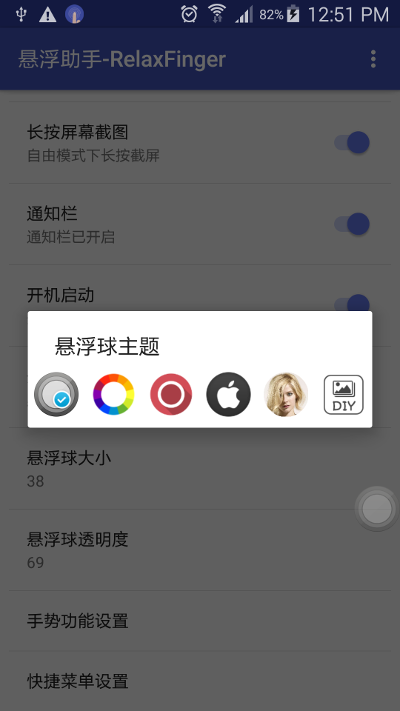 82% 12:51 PM
悬浮助手-RelaxFinger
长按屏幕截图
自由模式下长按截屏
通知栏
通知栏已开启
开机启动
悬浮球主题
DIY
悬浮球大小
38
悬浮球透明度
69
手势功能设置
快捷菜单设置